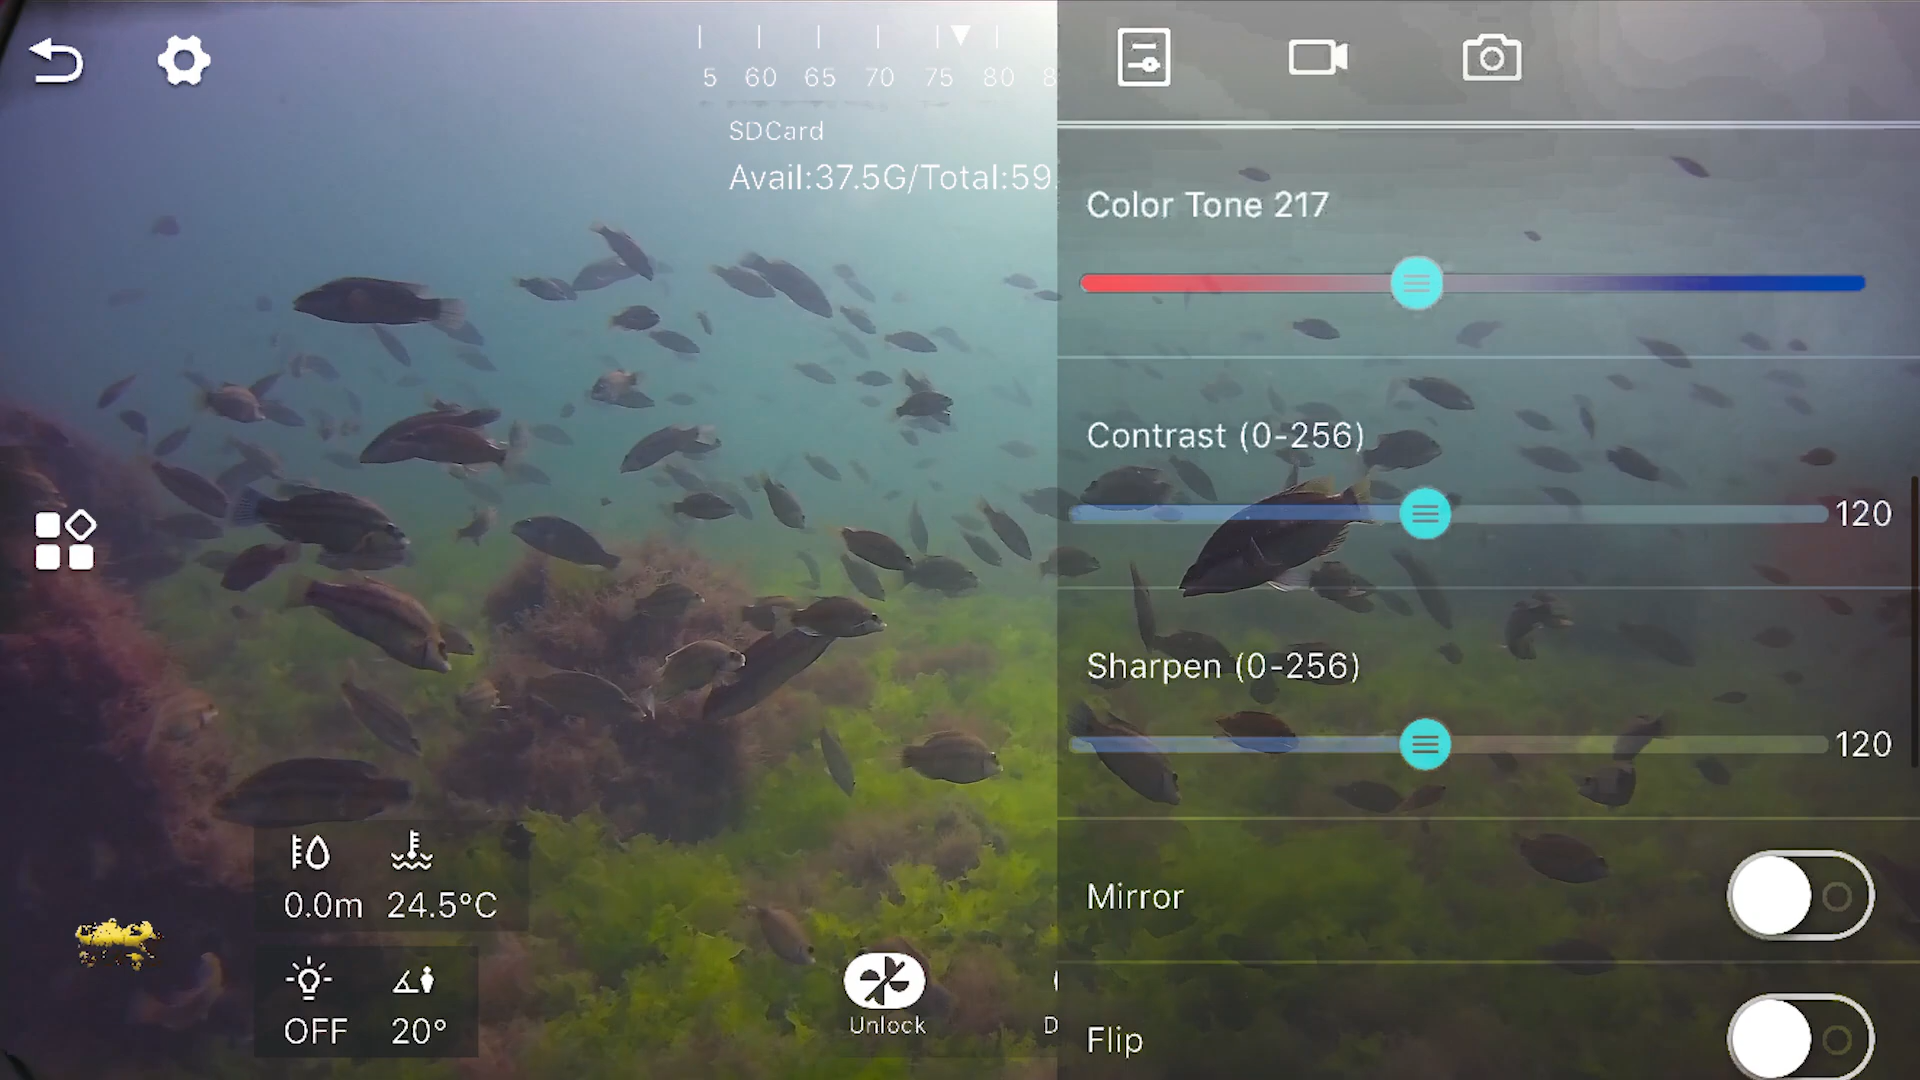 5 60 65 70 75 80 8
SDCard
Avail:37.5G/Total:59.
Color Tone 217
Contrast (0-256)
120
Sharpen (0-256)
120
Mirror
0.0m 24.5°C
OFF 20°
Unlock
D
Flip